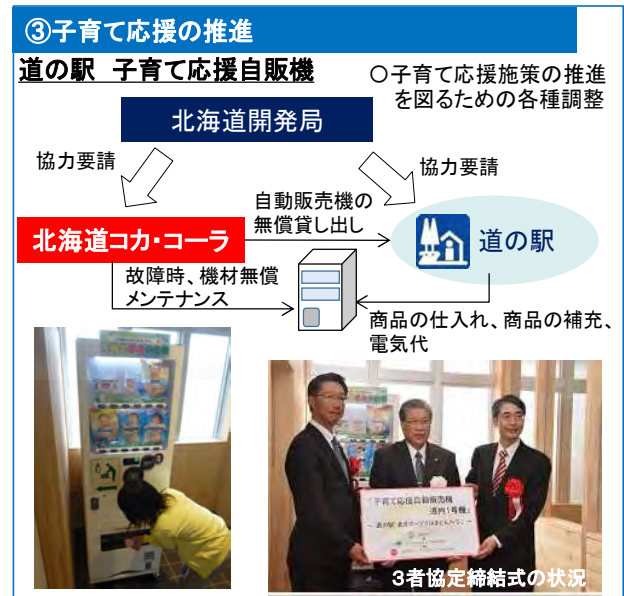 ③子育て応援の推進
道の駅 子育て応援自販機
○子育て応援施策の推進
を図るための各種調整
北海道開発局
協力要請
協力要請
自動販売機の
無償貸し出し
北海道コカ・コーラ
道の駅
故障時、機材無償
メンテナンス
商品の仕入れ、商品の補充、
電気代
「子育て応援自動販売機
道内1号機」
3者協定締結式の状況